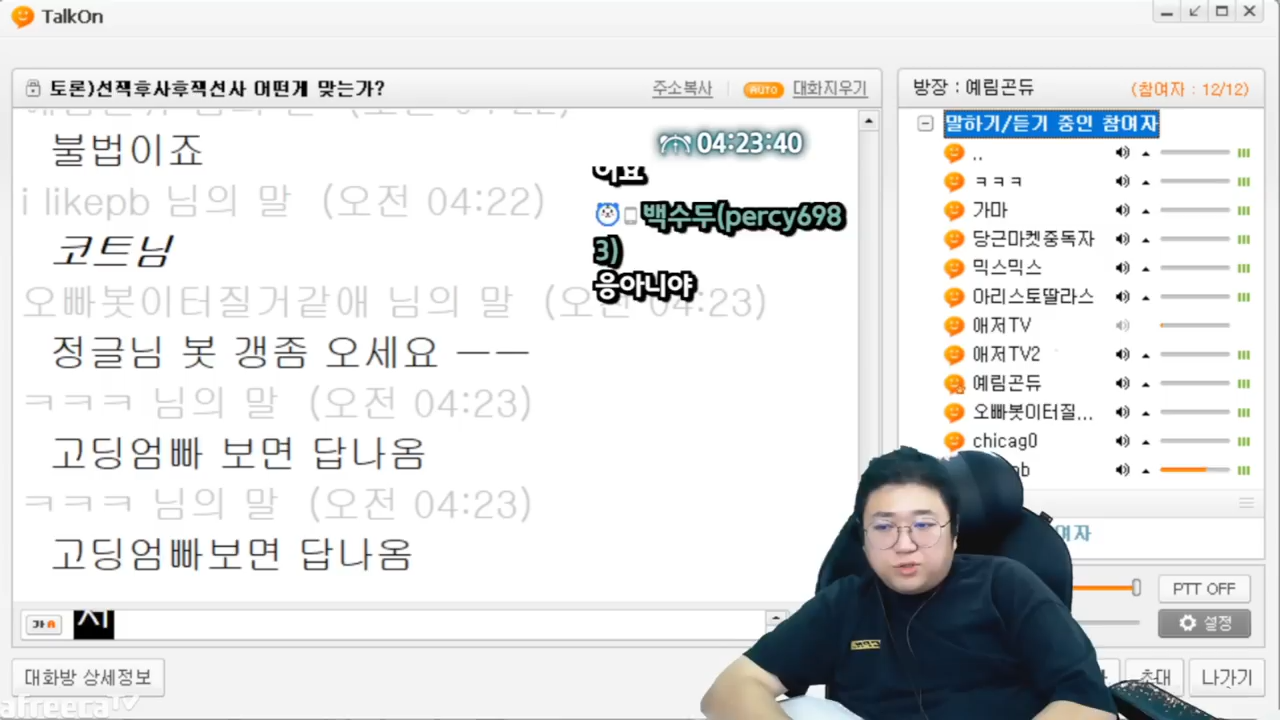 TalkOn
토론)선잭후사후잭선사 어떤게 맞는가?
주소복사
AUTO
대화지우기
불법이죠
i likepb 님의 말 (오전 04:22)
코트님
오빠봇이터질거같애 님의 말 (오 04:23)
정글님 봇 갱좀 오세요 ㅡㅡ
ㅋㅋㅋ 님의 말 (오전 04:23)
고딩엄빠 보면 답나옴
ㅋㅋㅋ 님의 말 (오전 04:23)
고딩엄빠보면 답나옴
04:23:40
백수두(percy698
3)
응아니야
가
대화방 상세정보
afreecaTV
방장 : 예림곤듀
(참여자 : 12/12)
말하기/듣기 중인 참여자
..
ㅋㅋㅋ
가마
당근마켓중독자
믹스믹스
아리스토딸라스
애저TV
애저TV2
예림곤듀
오빠봇이터질...
chicag0
pb
여자
PTT OFF
설정
초대
나가기